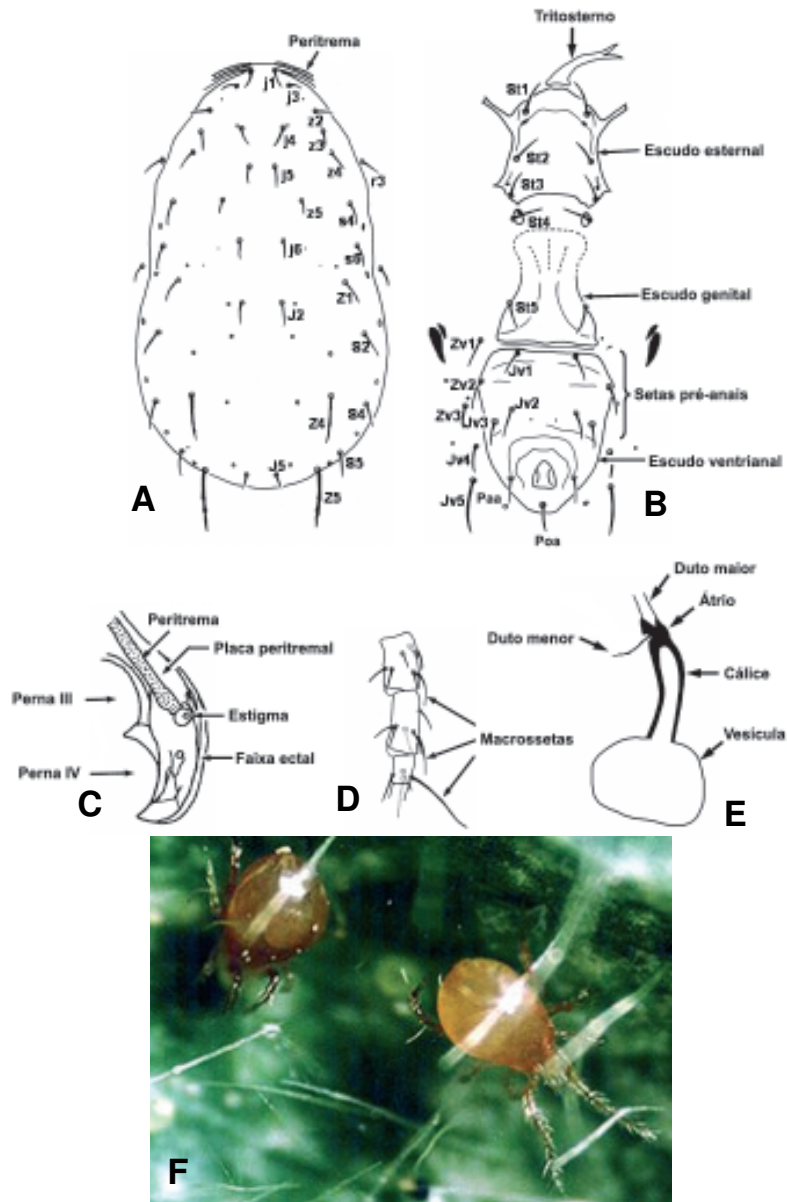 Peritrema
j1
j3
z2
j4
z3
z4
r3
j5
z5
s4
j6
s6
Z1
J2
S2
Z4
S4
J5
S5
Z5
A
Tritosterno
St1
Escudo esternal
St2
St3
St4
Escudo genital
St5
Zv1
Jv1
Zv2
Setas pré-anais
Jv2
Zv3
Jv3
Jv4
Escudo ventrianal
Jv5
Paa
B
Poa
Peritrema
Placa peritremal
Perna III
Estigma
Faixa ectal
Perna IV
C
Macrossetas
D
Duto maior
Átrio
Duto menor
Cálice
Vesícula
E
F